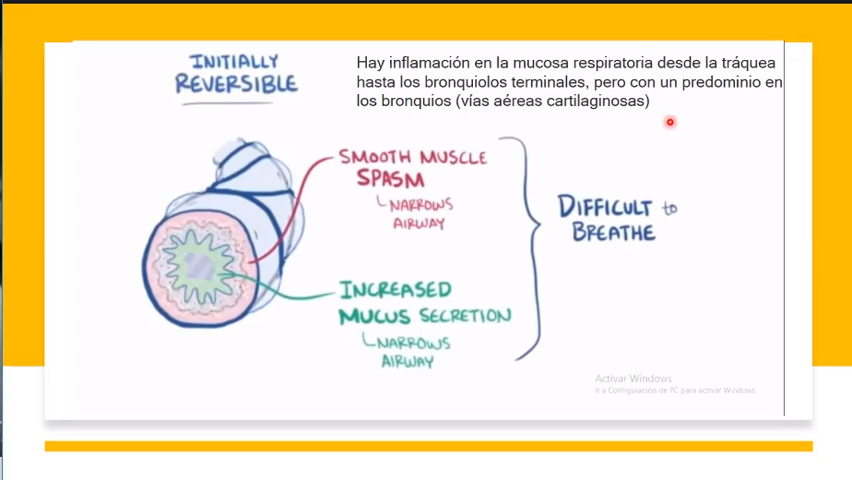 INITIALLY
REVERSIBLE
Hay inflamación en la mucosa respiratoria desde la tráquea
hasta los bronquiolos terminales, pero con un predominio en
los bronquios (vías aéreas cartilaginosas)
SMOOTH MUSCLE
SPASM
NARROWS
AIRWAY
DIFFICULT to
BREATHE
INCREASED
MUCUS SECRETION
NARROWS
AIRWAY
Activar Windows
Ir a Configuración de PC para activar Windows